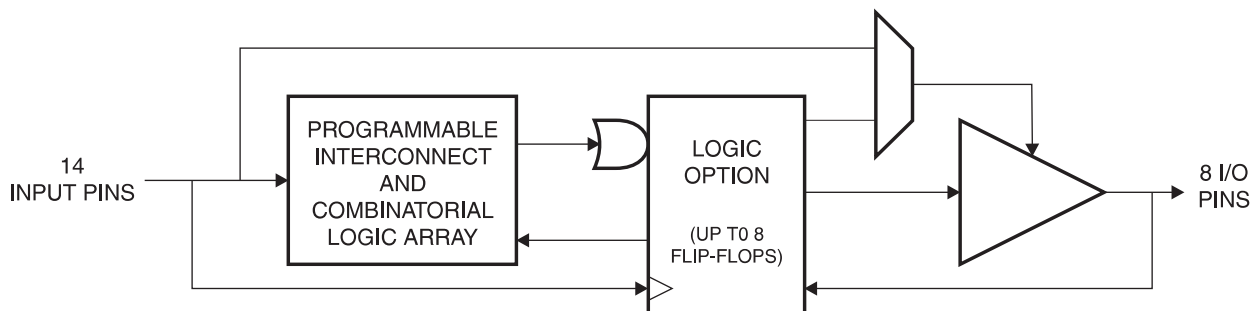 14
INPUT PINS
PROGRAMMABLE
INTERCONNECT
AND
COMBINATORIAL
LOGIC ARRAY
LOGIC
OPTION
(UP T0 8
FLIP-FLOPS)
8 I/O
PINS